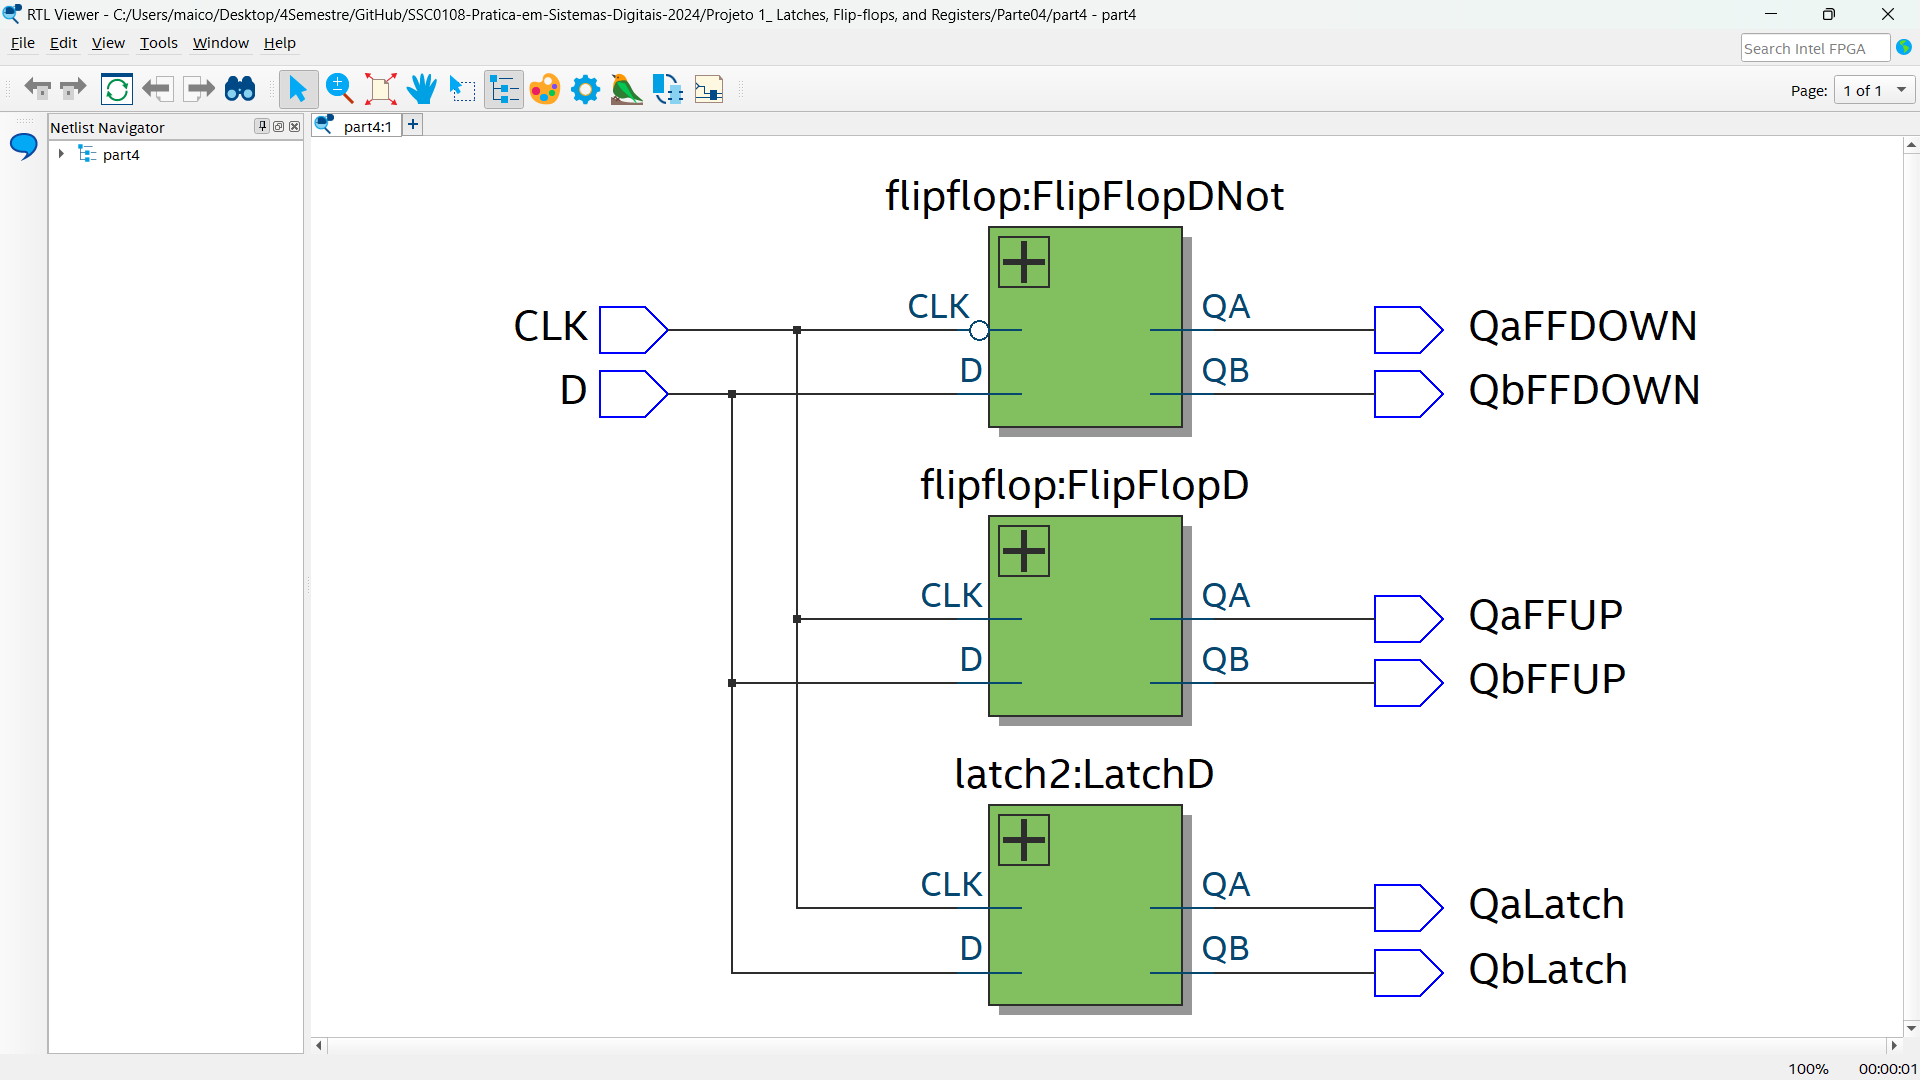 RTL Viewer - C:/Users/maico/Desktop/4Semestre/GitHub/SSC0108-Pratica-em-Sistemas-Digitais-2024/Projeto 1_ Latches, Flip-flops, and Registers/Parte04/part4 - part4
File Edit View Tools Window Help
Search Intel FPGA
Page: 1 of 1
Netlist Navigator
part4:1
part4
flipflop:FlipFlopDNot
CLK CLK QA QaFFDOWN
D D QB QbFFDOWN
flipflop:FlipFlopD
CLK QA QaFFUP
D QB QbFFUP
latch2:LatchD
CLK QA QaLatch
D QB QbLatch
100% 00:00:01